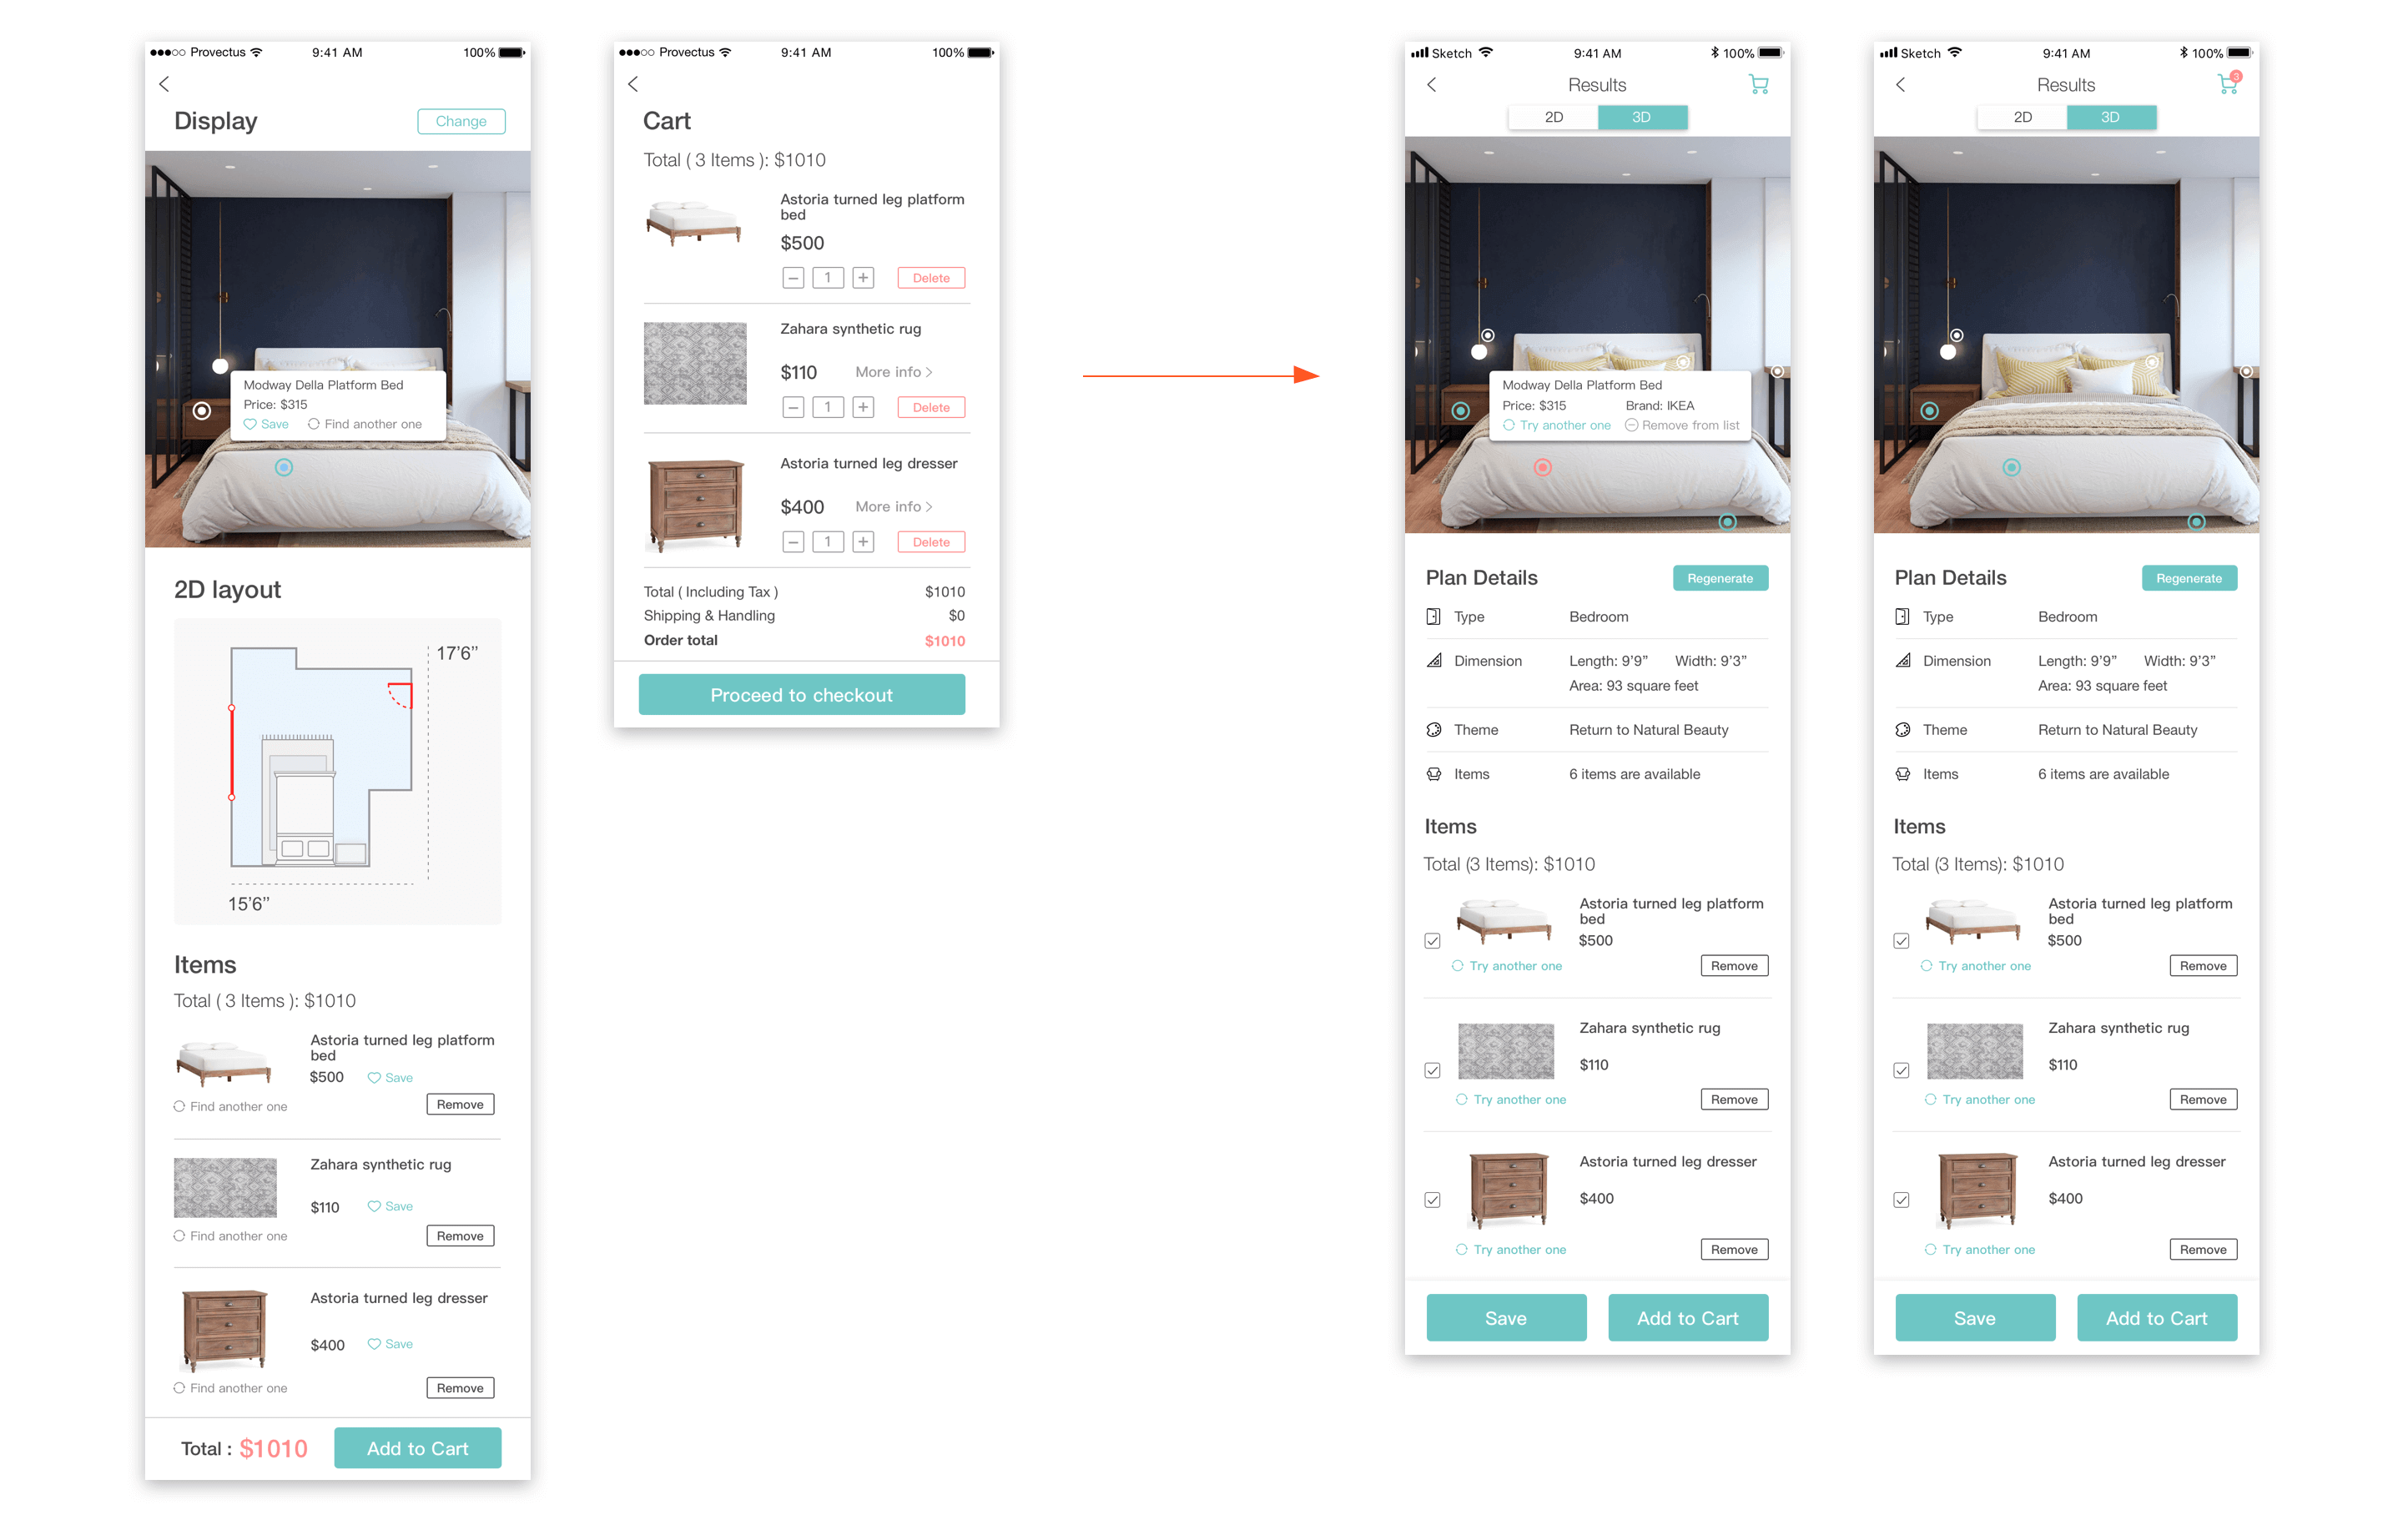 Provectus 9:41 AM 100%
Display Change
Modway Della Platform Bed
Price: $315
Save Find another one
2D layout
17’6”
15’6”
Items
Total ( 3 Items ): $1010
Astoria turned leg platform
bed
$500 Save
Find another one Remove
Zahara synthetic rug
$110 Save
Find another one Remove
Astoria turned leg dresser
$400 Save
Find another one Remove
Total : $1010 Add to Cart
Provectus 9:41 AM 100%
Cart
Total ( 3 Items ): $1010
Astoria turned leg platform
bed
$500
1 Delete
Zahara synthetic rug
$110 More info
1 Delete
Astoria turned leg dresser
$400 More info
1 Delete
Total ( Including Tax ) $1010
Shipping & Handling $0
Order total $1010
Proceed to checkout
Sketch 9:41 AM 100%
Results
2D 3D
Modway Della Platform Bed
Price: $315 Brand: IKEA
Try another one Remove from list
Plan Details Regenerate
Type Bedroom
Dimension Length: 9’9” Width: 9’3”
Area: 93 square feet
Theme Return to Natural Beauty
Items 6 items are available
Items
Total (3 Items): $1010
Astoria turned leg platform
bed
$500
Try another one Remove
Zahara synthetic rug
$110
Try another one Remove
Astoria turned leg dresser
$400
Try another one Remove
Save Add to Cart
Sketch 9:41 AM 100%
Results 3
2D 3D
Plan Details Regenerate
Type Bedroom
Dimension Length: 9’9” Width: 9’3”
Area: 93 square feet
Theme Return to Natural Beauty
Items 6 items are available
Items
Total (3 Items): $1010
Astoria turned leg platform
bed
$500
Try another one Remove
Zahara synthetic rug
$110
Try another one Remove
Astoria turned leg dresser
$400
Try another one Remove
Save Add to Cart